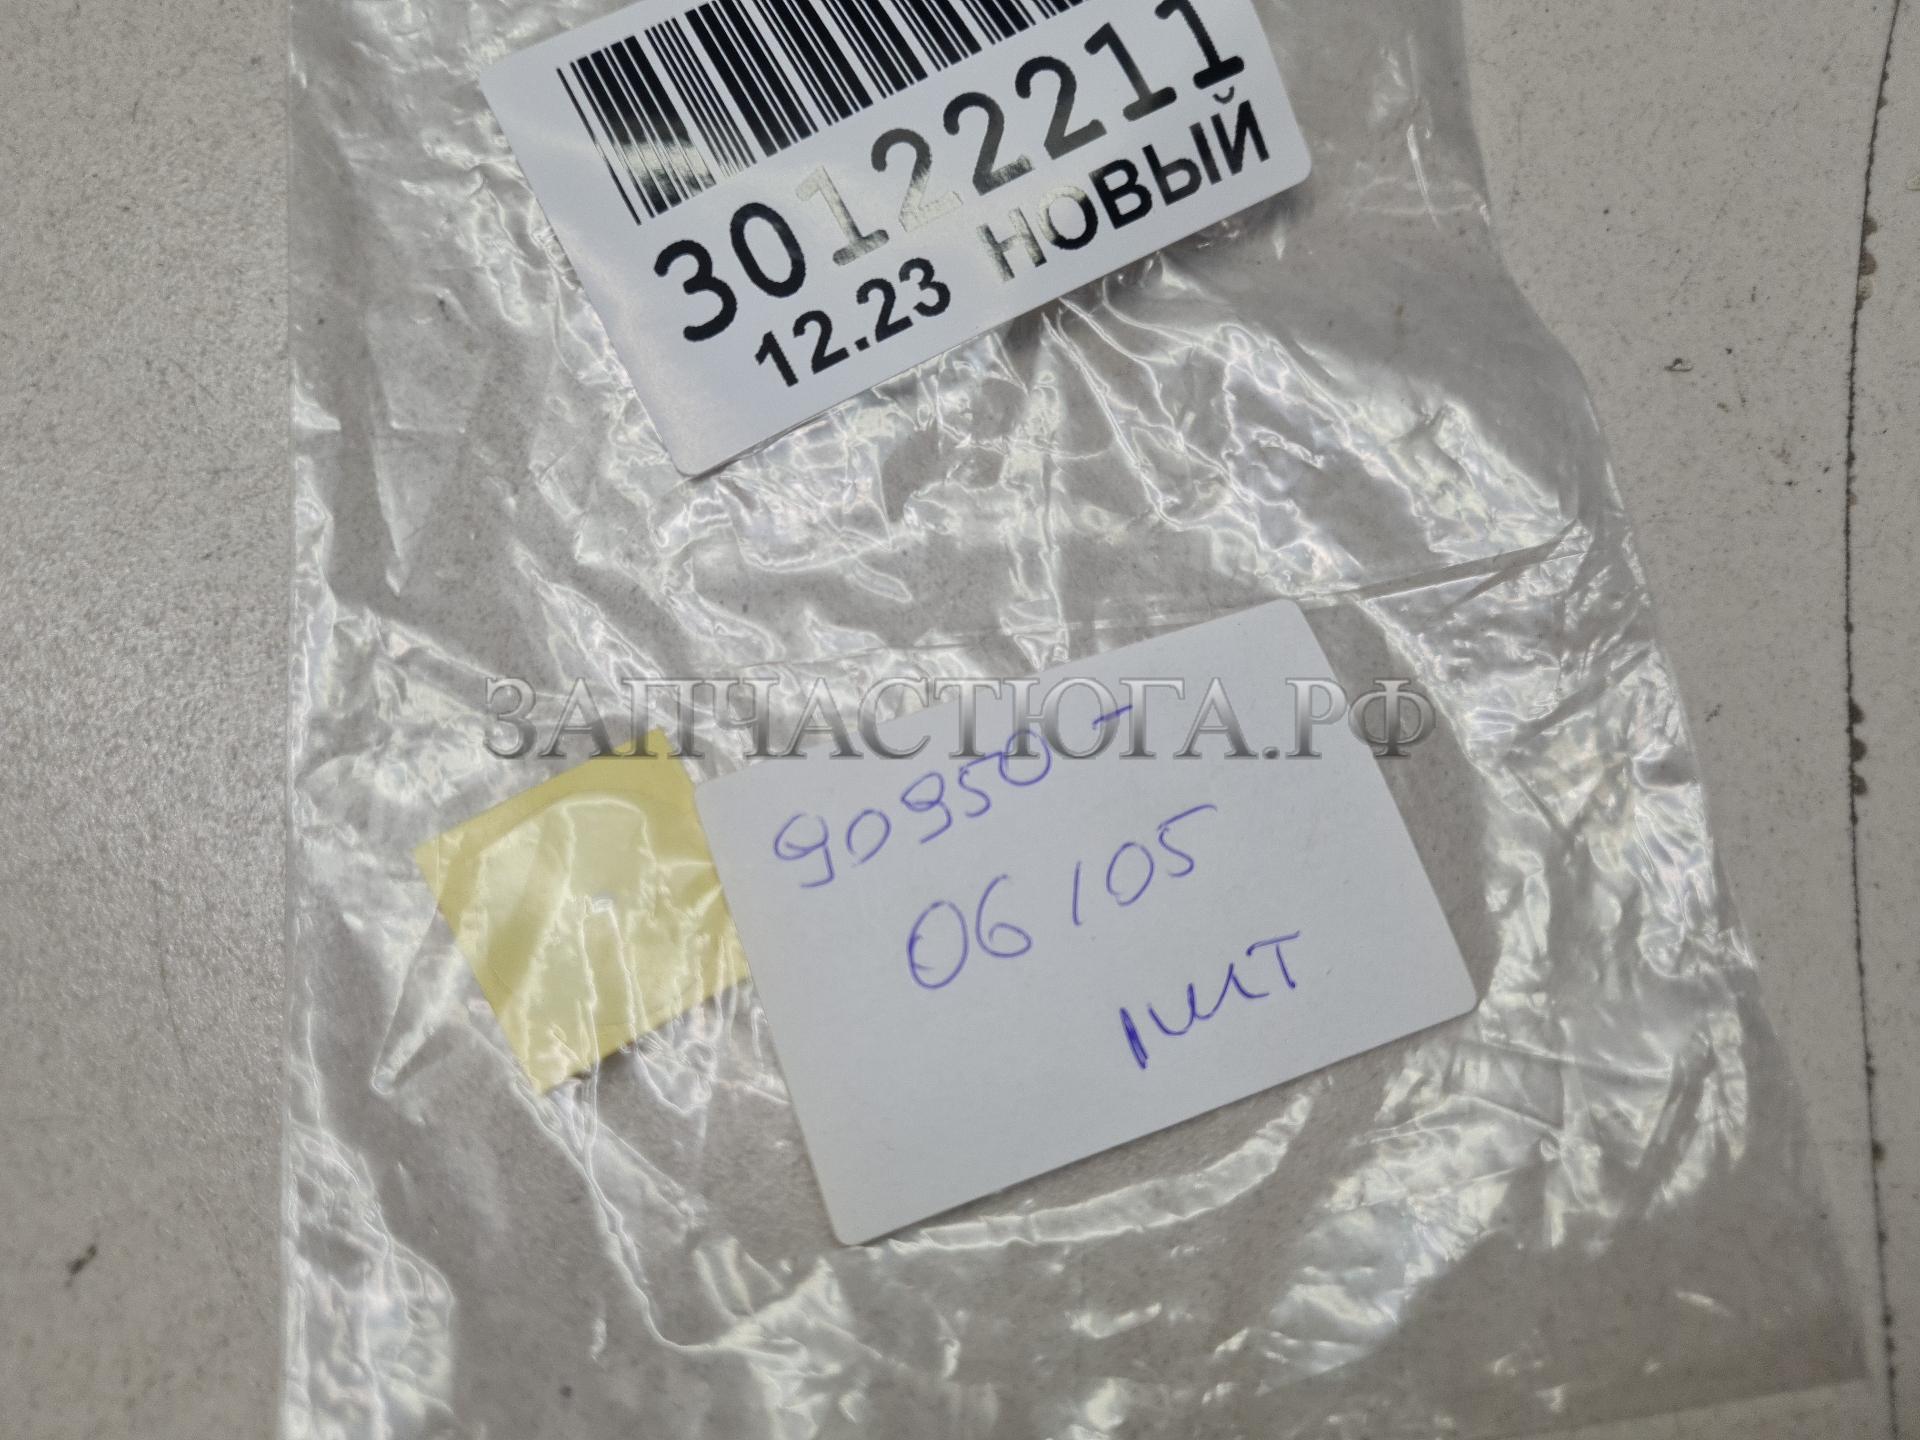 30122211
12.23 НОВЫЙ
ЗАПЧАСТЮГА.РФ
90950-
06105
1шт